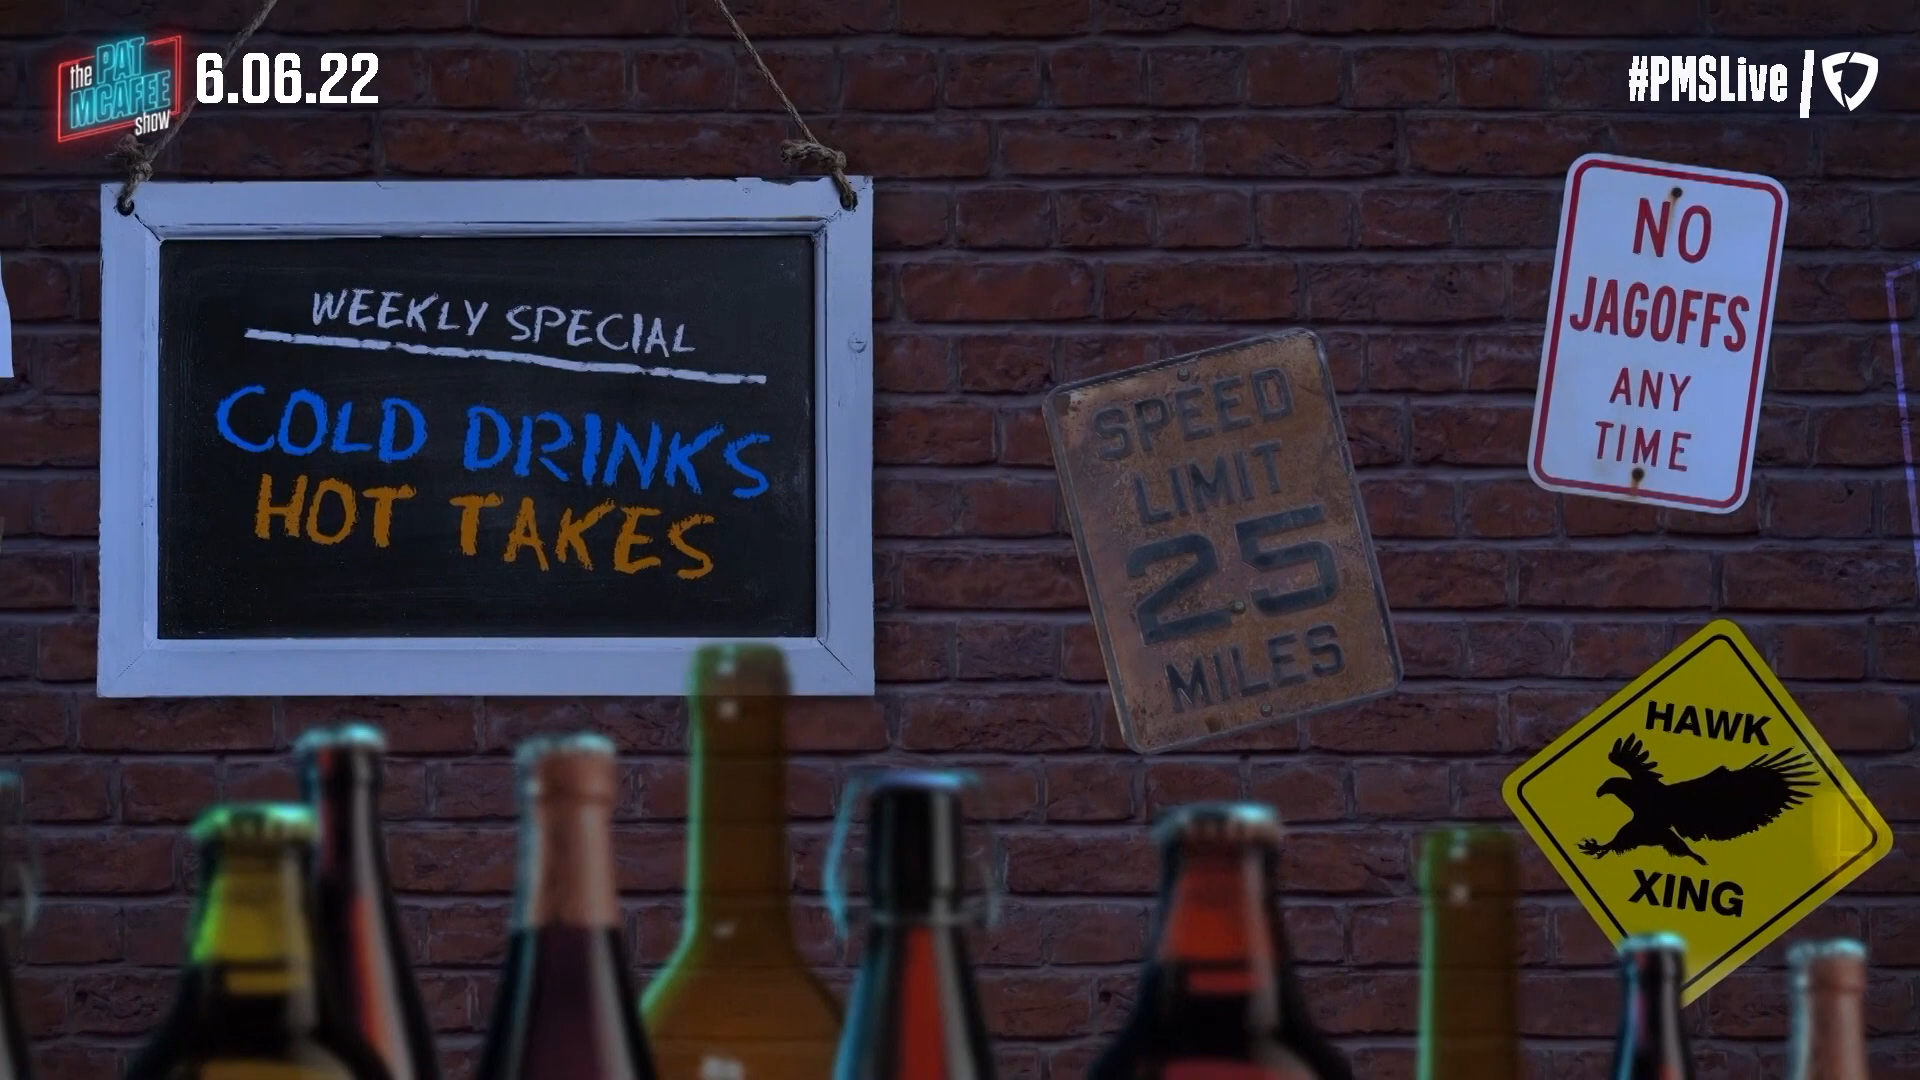 the
PAT
MCAFEE
show
6.06.22
#PMSLive
WEEKLY SPECIAL
COLD DRINKS
HOT TAKES
SPEED
LIMIT
25
MILES
NO
JAGOFFS
ANY
TIME
HAWK
XING